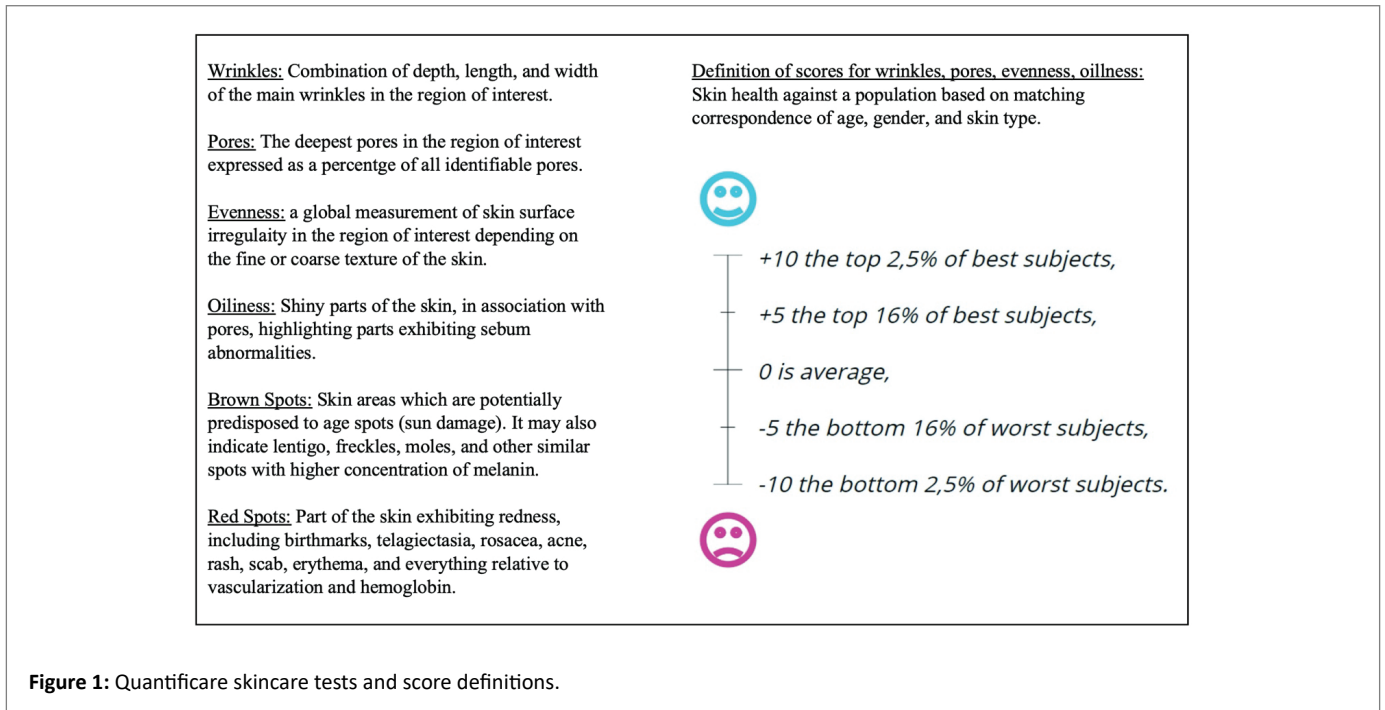 Wrinkles: Combination of depth, length, and width
of the main wrinkles in the region of interest.
Pores: The deepest pores in the region of interest
expressed as a percentge of all identifiable pores.
Evenness: a global measurement of skin surface
irregulaity in the region of interest depending on
the fine or coarse texture of the skin.
Oiliness: Shiny parts of the skin, in association with
pores, highlighting parts exhibiting sebum
abnormalities.
Brown Spots: Skin areas which are potentially
predisposed to age spots (sun damage). It may also
indicate lentigo, freckles, moles, and other similar
spots with higher concentration of melanin.
Red Spots: Part of the skin exhibiting redness,
including birthmarks, telagiectasia, rosacea, acne,
rash, scab, erythema, and everything relative to
vascularization and hemoglobin.
Definition of scores for wrinkles, pores, evenness, oillness:
Skin health against a population based on matching
correspondence of age, gender, and skin type.
+10 the top 2,5% of best subjects,
+5 the top 16% of best subjects,
0 is average,
-5 the bottom 16% of worst subjects,
-10 the bottom 2,5% of worst subjects.
Figure 1: Quantificare skincare tests and score definitions.